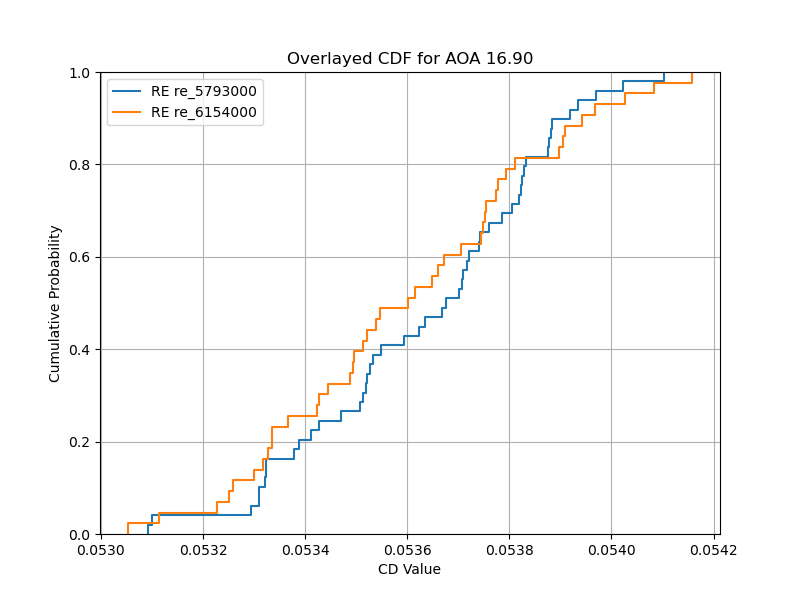 Overlayed CDF for AOA 16.90
RE re_5793000
RE re_6154000
Cumulative Probability
1.0
0.8
0.6
0.4
0.2
0.0
0.0530 0.0532 0.0534 0.0536 0.0538 0.0540 0.0542
CD Value